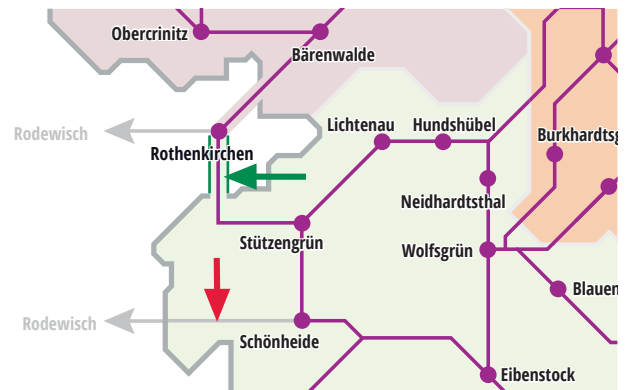 Obercrinitz
Bärenwalde
Rodewisch
Lichtenau
Hundshübel
Burkhardtsg
Rothenkirchen
Neidhardtsthal
Stützengrün
Wolfsgrün
Blauen
Rodewisch
Schönheide
Eibenstock